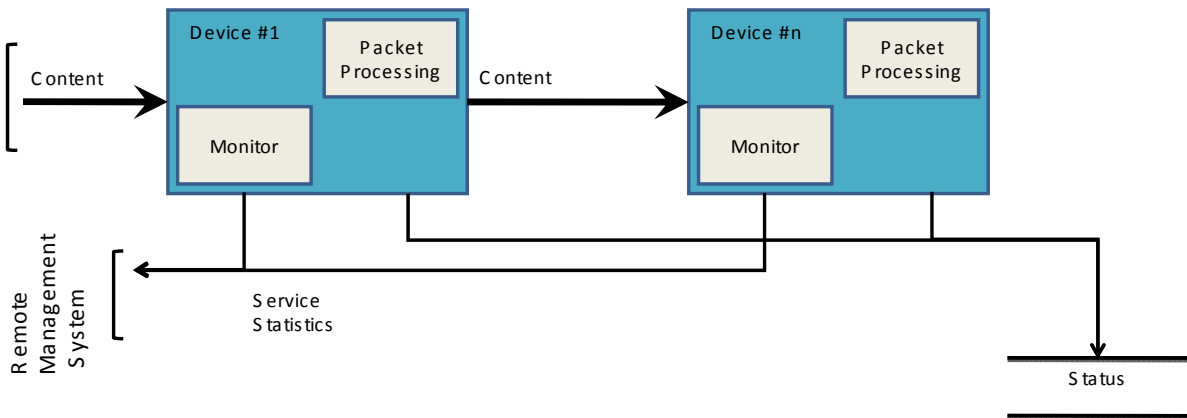 Device #1
Packet
Processing
Content
Monitor
Content
Device #n
Packet
Processing
Monitor
Remote
Management
System
Service
Statistics
Status